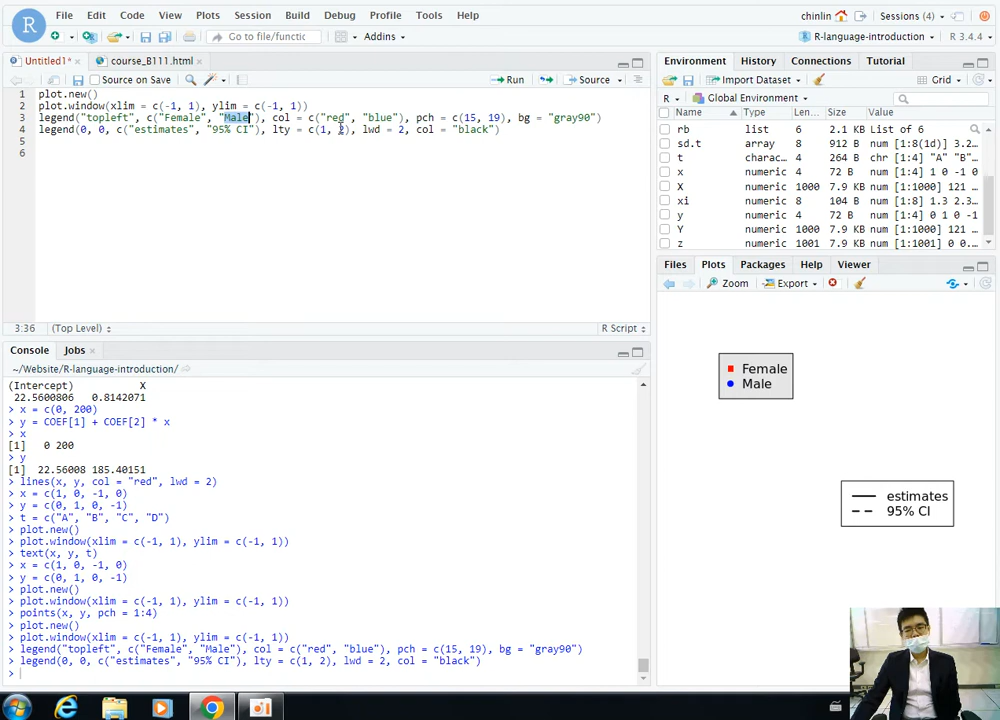 File Edit Code View Plots Session Build Debug Profile Tools Help
chinlin Sessions (4)
Go to file/functic Addins
R-language-introduction R 3.4.4
Untitled1* × course_B111.html ×
Source on Save Run Source
1 plot.new()
2 plot.window(xlim = c(-1, 1), ylim = c(-1, 1))
3 legend("topleft", c("Female", "Male"), col = c("red", "blue"), pch = c(15, 19), bg = "gray90")
4 legend(0, 0, c("estimates", "95% CI"), lty = c(1, 2), lwd = 2, col = "black")
5
6
3:36 (Top Level) R Script
Console Jobs ×
~/Website/R-language-introduction/
(Intercept) X
22.5600806 0.8142071
> x = c(0, 200)
> y = COEF[1] + COEF[2] * x
> x
[1] 0 200
> y
[1] 22.56008 185.40151
> lines(x, y, col = "red", lwd = 2)
> x = c(1, 0, -1, 0)
> y = c(0, 1, 0, -1)
> t = c("A", "B", "C", "D")
> plot.new()
> plot.window(xlim = c(-1, 1), ylim = c(-1, 1))
> text(x, y, t)
> x = c(1, 0, -1, 0)
> y = c(0, 1, 0, -1)
> plot.new()
> plot.window(xlim = c(-1, 1), ylim = c(-1, 1))
> points(x, y, pch = 1:4)
> plot.new()
> plot.window(xlim = c(-1, 1), ylim = c(-1, 1))
> legend("topleft", c("Female", "Male"), col = c("red", "blue"), pch = c(15, 19), bg = "gray90")
> legend(0, 0, c("estimates", "95% CI"), lty = c(1, 2), lwd = 2, col = "black")
>
Environment History Connections Tutorial
Import Dataset Grid
R Global Environment
Name Type Len… Size Value
rb list 6 2.1 KB List of 6
sd.t array 8 912 B num [1:8(1d)] 3.2…
t charac… 4 264 B chr [1:4] "A" "B"…
x numeric 4 72 B num [1:4] 1 0 -1 0
X numeric 1000 7.9 KB num [1:1000] 121 …
xi numeric 8 104 B num [1:8] 1.3 2.3…
y numeric 4 72 B num [1:4] 0 1 0 -1
Y numeric 1000 7.9 KB num [1:1000] 121 …
z numeric 1001 7.9 KB num [1:1001] 0 0.…
Files Plots Packages Help Viewer
Zoom Export
Female
Male
estimates
95% CI